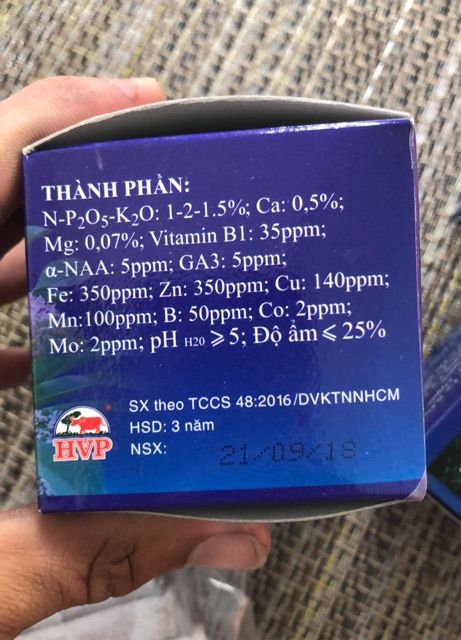 THÀNH PHẦN:
N-P₂O₅-K₂O: 1-2-1.5%; Ca: 0,5%;
Mg: 0,07%; Vitamin B1: 35ppm;
α-NAA: 5ppm; GA3: 5ppm;
Fe: 350ppm; Zn: 350ppm; Cu: 140ppm;
Mn:100ppm; B: 50ppm; Co: 2ppm;
Mo: 2ppm; pH H20 ⩾ 5; Độ ẩm ⩽ 25%
SX theo TCCS 48:2016/DVKTNNHCM
HSD: 3 năm
NSX: 21/09/18
HVP